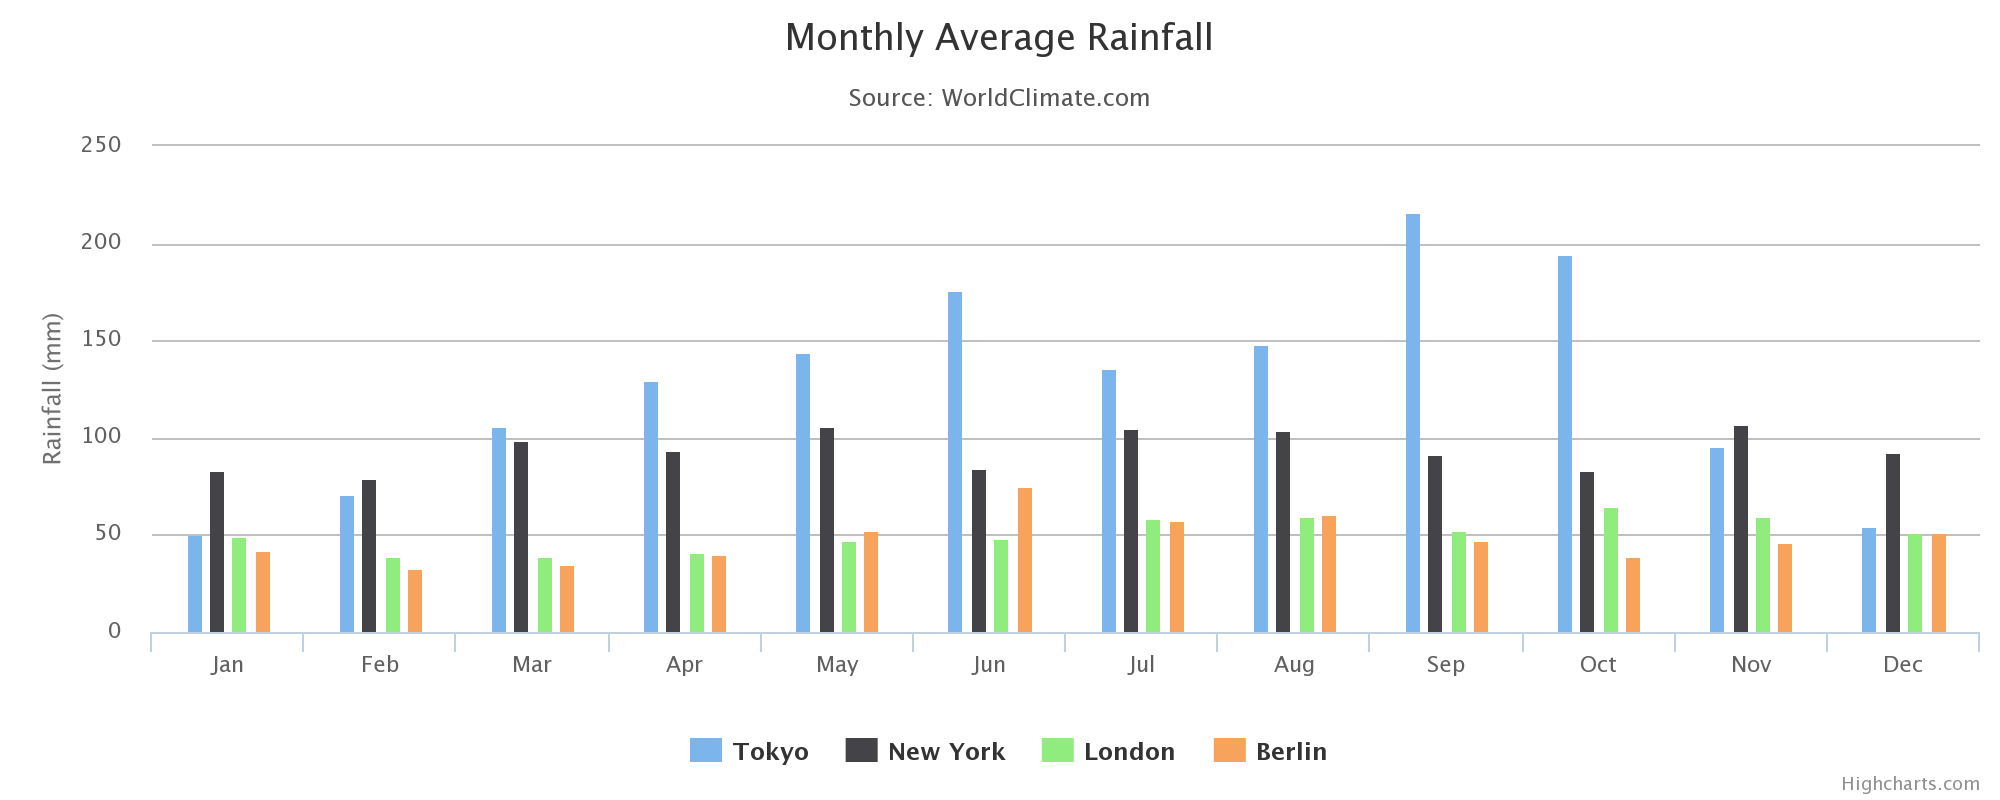 Monthly Average Rainfall
Source: WorldClimate.com
250
200
150
100
50
0
Rainfall (mm)
Jan Feb Mar Apr May Jun Jul Aug Sep Oct Nov Dec
Tokyo New York London Berlin
Highcharts.com